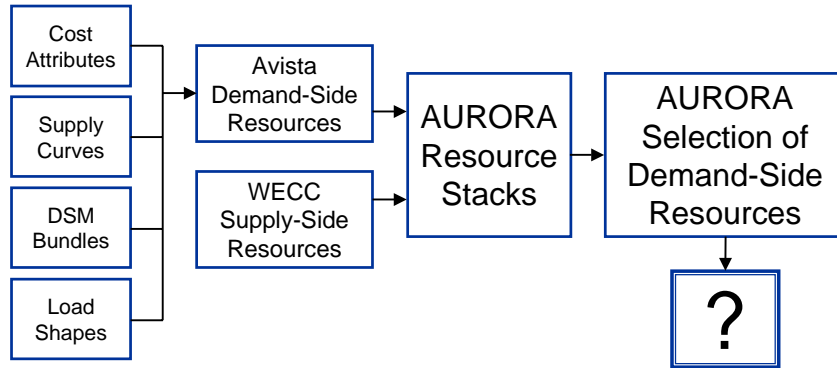 Cost
Attributes
Supply
Curves
DSM
Bundles
Load
Shapes
Avista
Demand-Side
Resources
WECC
Supply-Side
Resources
AURORA
Resource
Stacks
AURORA
Selection of
Demand-Side
Resources
?